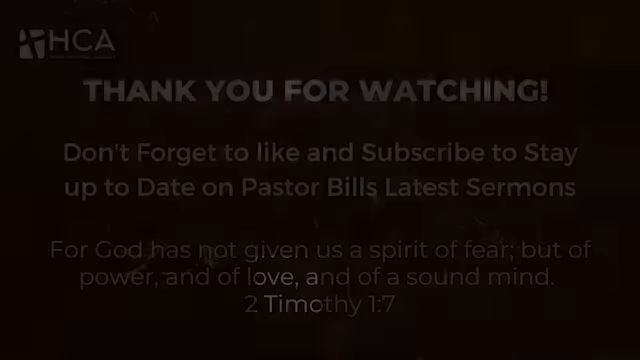 HCA
THANK YOU FOR WATCHING!
Don't Forget to like and Subscribe to Stay
up to Date on Pastor Bills Latest Sermons
For God has not given us a spirit of fear; but of
power, and of love, and of a sound mind.
2 Timothy 1:7